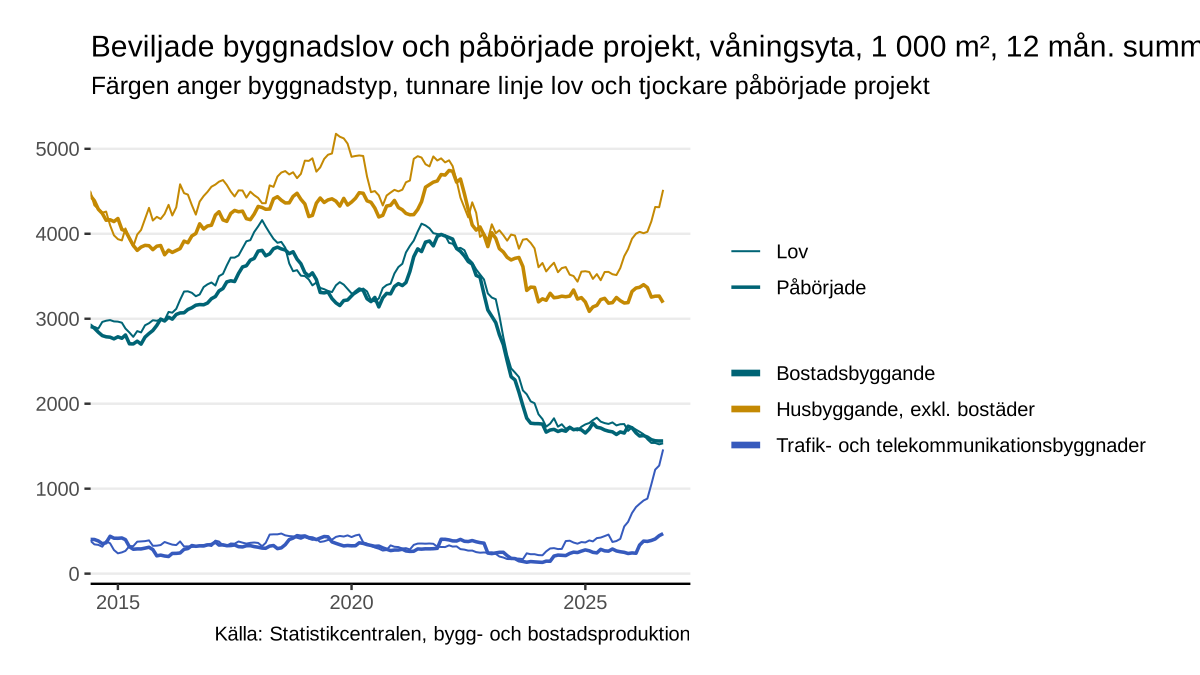 Beviljade byggnadslov och påbörjade projekt, våningsyta, 1 000 m², 12 mån. summ
Färgen anger byggnadstyp, tunnare linje lov och tjockare påbörjade projekt
5000
4000
3000
2000
1000
0
2015
2020
2025
Lov
Påbörjade
Bostadsbyggande
Husbyggande, exkl. bostäder
Trafik- och telekommunikationsbyggnader
Källa: Statistikcentralen, bygg- och bostadsproduktion